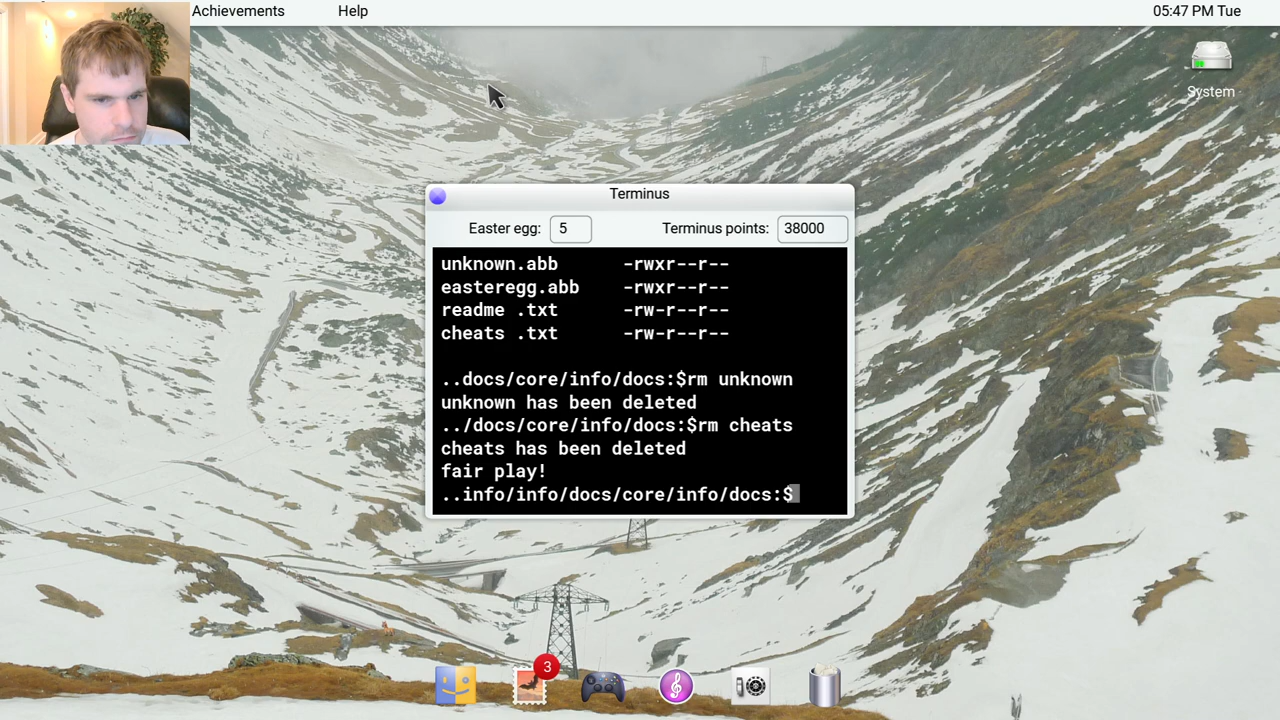 Achievements Help 05:47 PM Tue
System
Terminus
Easter egg: 5 Terminus points: 38000
unknown.abb -rwxr--r--
easteregg.abb -rwxr--r--
readme .txt -rw-r--r--
cheats .txt -rw-r--r--
..docs/core/info/docs:$rm unknown
unknown has been deleted
../docs/core/info/docs:$rm cheats
cheats has been deleted
fair play!
..info/info/docs/core/info/docs:$
3